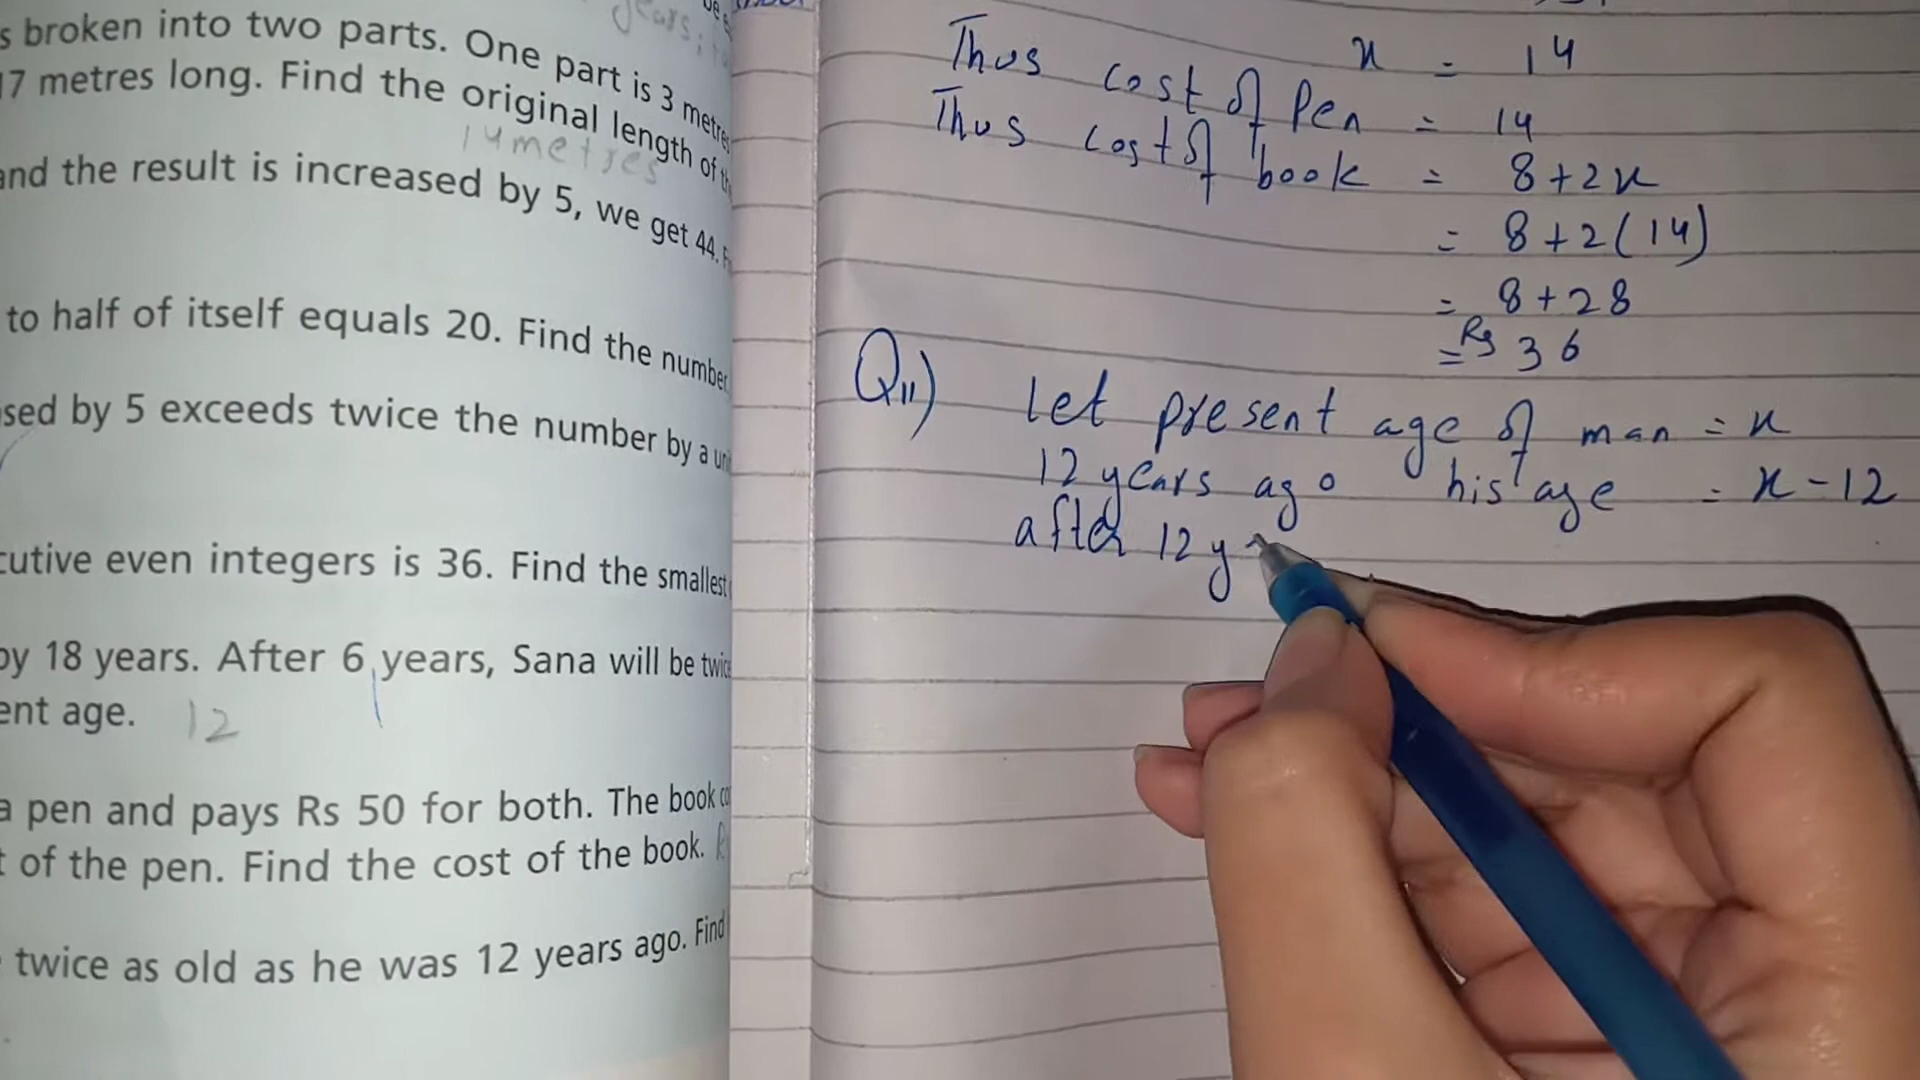 s broken into two parts. One part is 3 metres
17 metres long. Find the original length of
14 metres
and the result is increased by 5, we get 44.
to half of itself equals 20. Find the number
sed by 5 exceeds twice the number by a
cutive even integers is 36. Find the smallest
by 18 years. After 6 years, Sana will be twice
ent age. 12
a pen and pays Rs 50 for both. The book
t of the pen. Find the cost of the book.
twice as old as he was 12 years ago. Find
x = 14
Thus cost of Pen = 14
Thus cost of book = 8+2x
= 8+2(14)
= 8+28
= Rs 36
Q11) Let present age of man = x
12 years ago his age = x-12
after 12 y